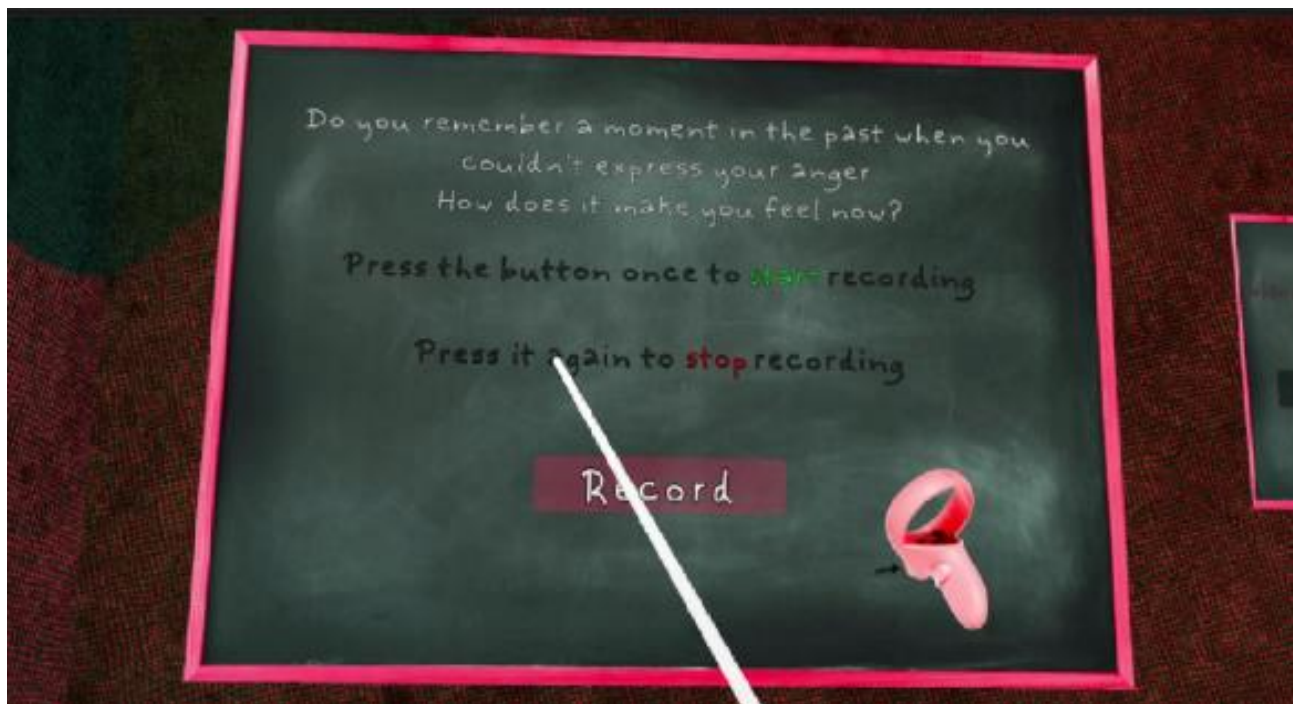 Do you remember a moment in the past when you
couldn't express your anger
How does it make you feel now?
Press the button once to start recording
Press it again to stop recording
Record